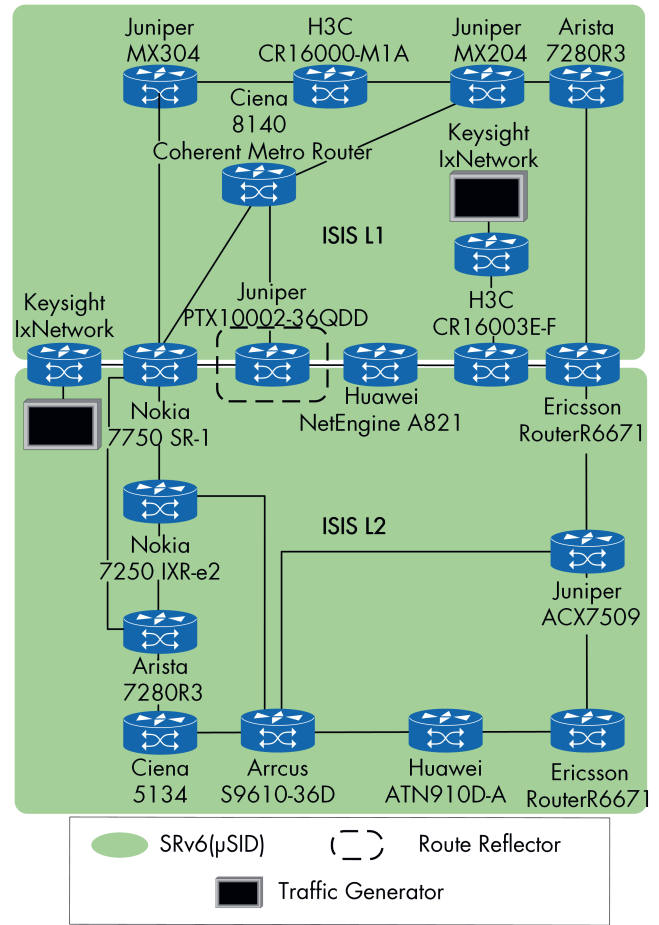 Juniper
MX304
H3C
CR16000-M1A
Juniper
MX204
Arista
7280R3
Ciena
8140
Coherent Metro Router
Keysight
IxNetwork
ISIS L1
Juniper
PTX10002-36QDD
H3C
CR16003E-F
Keysight
IxNetwork
Nokia
7750 SR-1
Huawei
NetEngine A821
Ericsson
RouterR6671
ISIS L2
Nokia
7250 IXR-e2
Juniper
ACX7509
Arista
7280R3
Ciena
5134
Arrcus
S9610-36D
Huawei
ATN910D-A
Ericsson
RouterR6671
SRv6(µSID)
Route Reflector
Traffic Generator